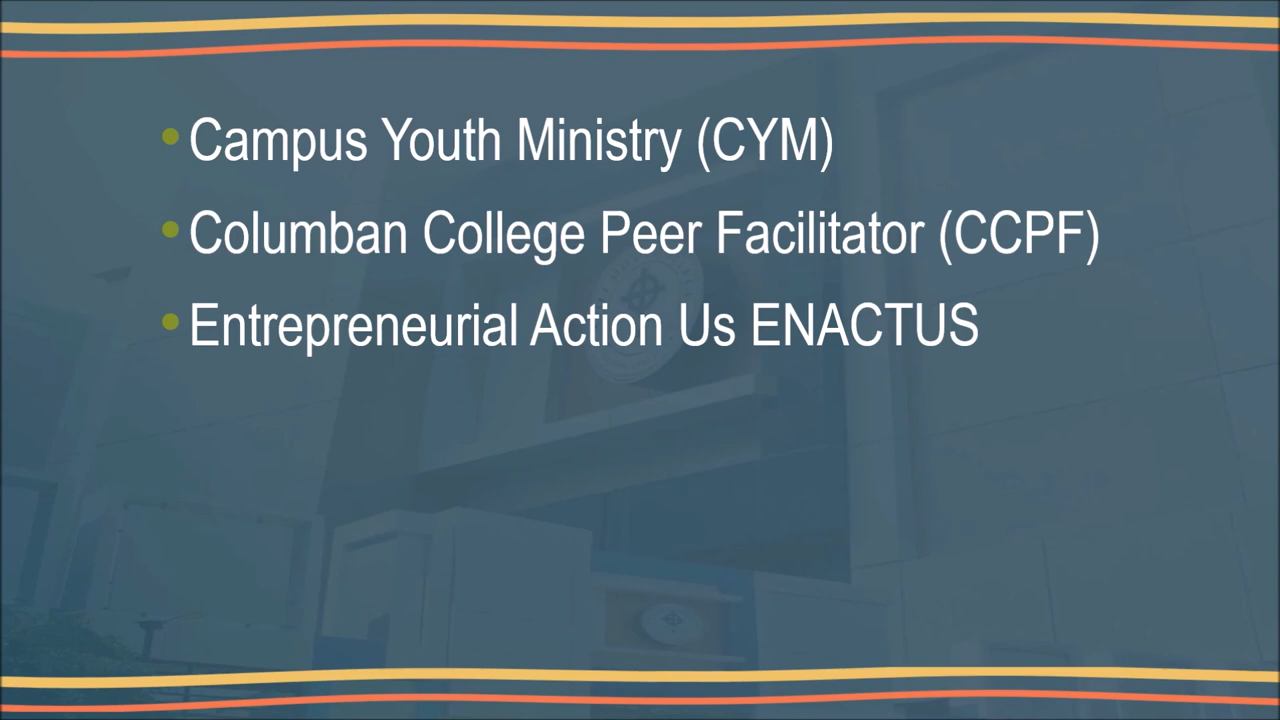 Campus Youth Ministry (CYM)
Columban College Peer Facilitator (CCPF)
Entrepreneurial Action Us ENACTUS